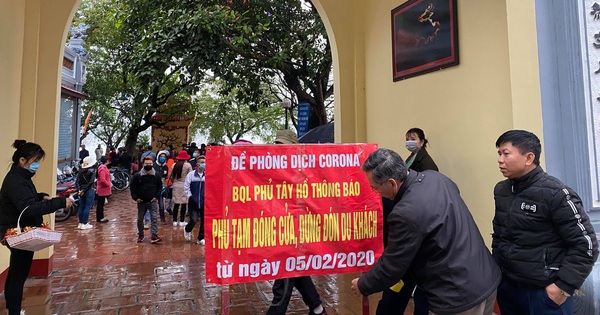 ĐỂ PHÒNG DỊCH CORONA
BQL PHỦ TÂY HỒ THÔNG BÁO
PHỦ TẠM ĐÓNG CỬA, DỪNG ĐÓN DU KHÁCH
từ ngày 05/02/2020